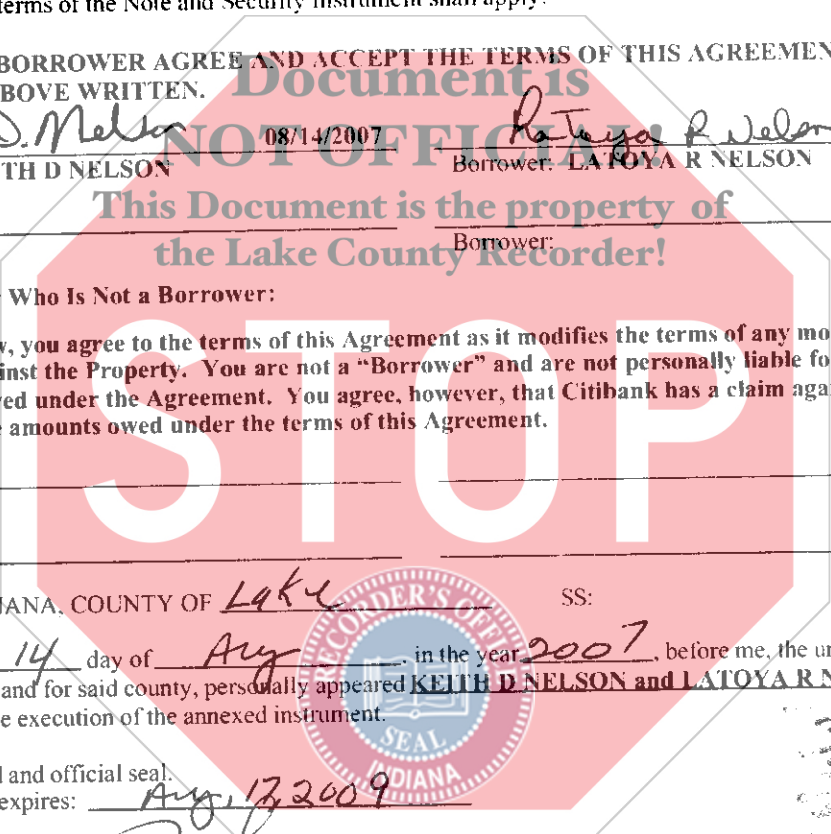 terms of the Note and Security Instrument shall apply.
BORROWER AGREE AND ACCEPT THE TERMS OF THIS AGREEMEN
BOVE WRITTEN.
Document is
D. Nelson 08/14/2007 LaToya R Nelson
NOT OFFICIAL!
TH D NELSON Borrower: LATOYA R NELSON
This Document is the property of
Borrower:
the Lake County Recorder!
Who Is Not a Borrower:
w, you agree to the terms of this Agreement as it modifies the terms of any mo
inst the Property. You are not a “Borrower” and are not personally liable fo
ed under the Agreement. You agree, however, that Citibank has a claim aga
e amounts owed under the terms of this Agreement.
STOP
IANA, COUNTY OF Lake SS:
14 day of Aug, in the year 2007, before me, the un
and for said county, personally appeared KEITH D NELSON and LATOYA R N
e execution of the annexed instrument.
RECORDER'S OFFICE
SEAL
INDIANA
l and official seal.
expires: Aug, 17, 2009